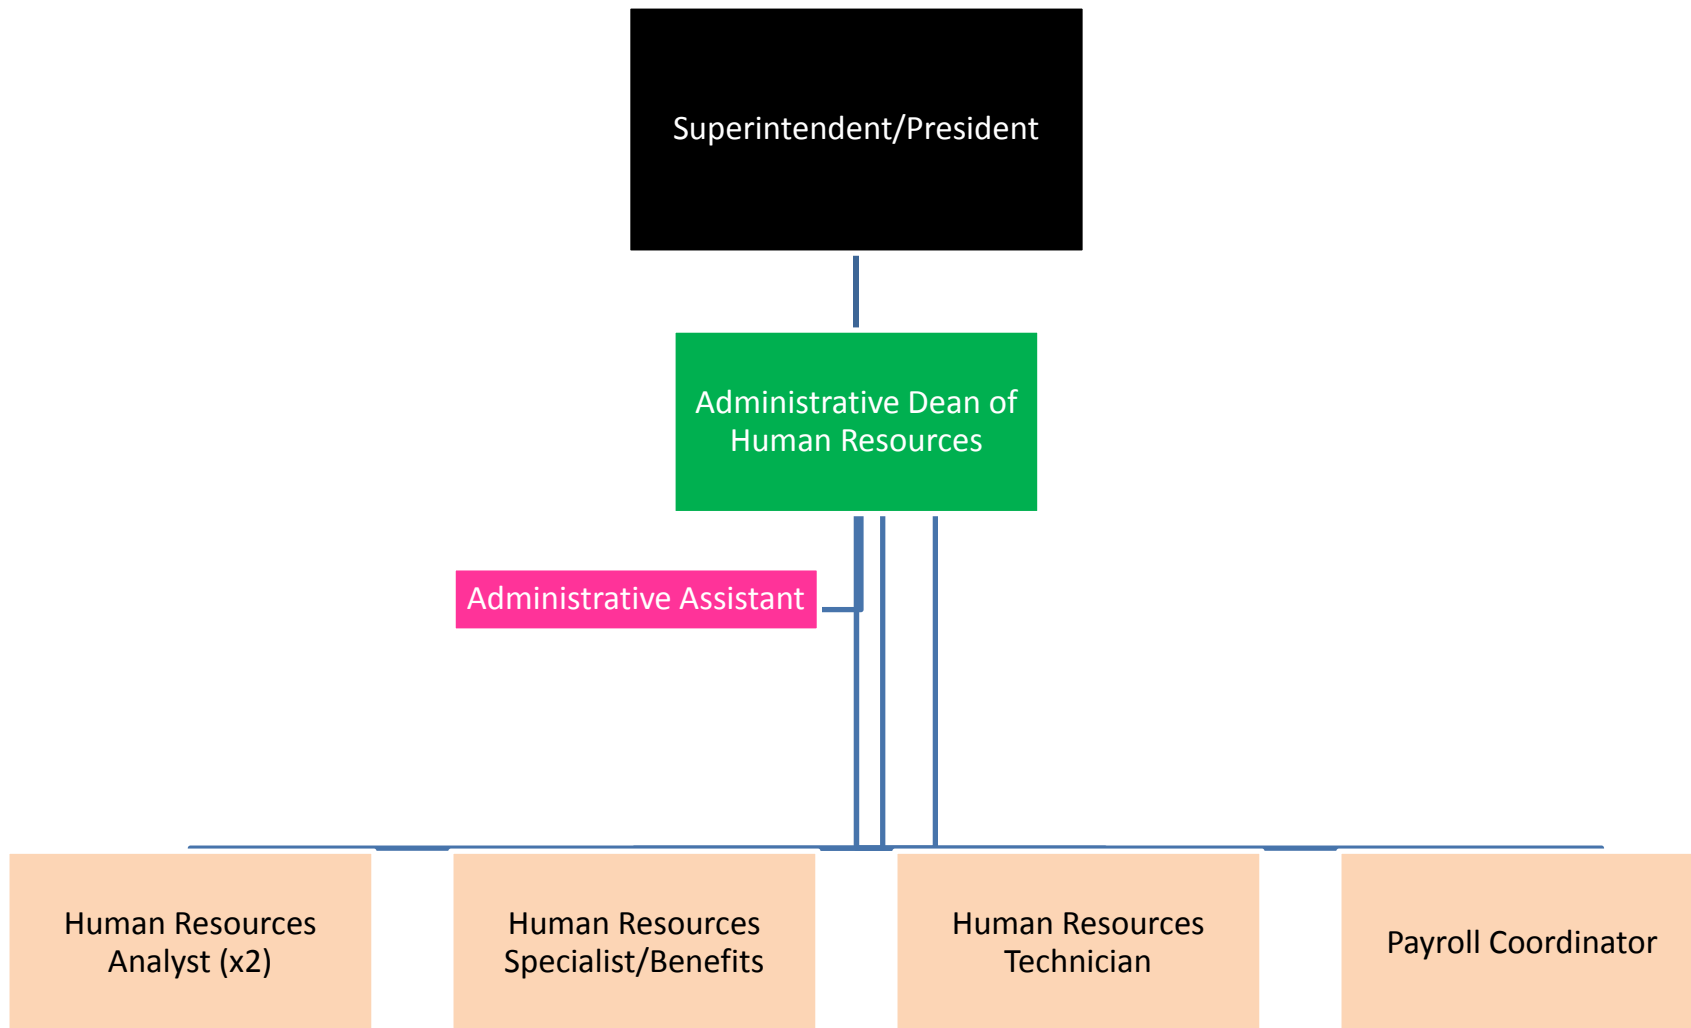 Superintendent/President
Administrative Dean of
Human Resources
Administrative Assistant
Human Resources
Analyst (x2)
Human Resources
Specialist/Benefits
Human Resources
Technician
Payroll Coordinator